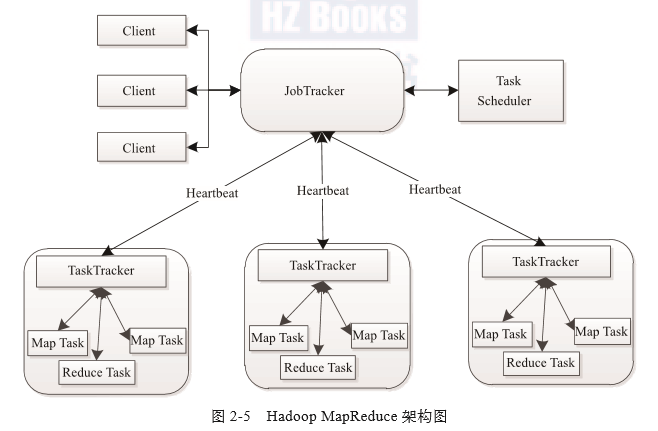 HZ BOOKS
Client
Client
Client
JobTracker
Task
Scheduler
Heartbeat
Heartbeat
Heartbeat
TaskTracker
Map Task
Map Task
Reduce Task
TaskTracker
Map Task
Map Task
Reduce Task
TaskTracker
Map Task
Map Task
Reduce Task
图 2-5 Hadoop MapReduce 架构图